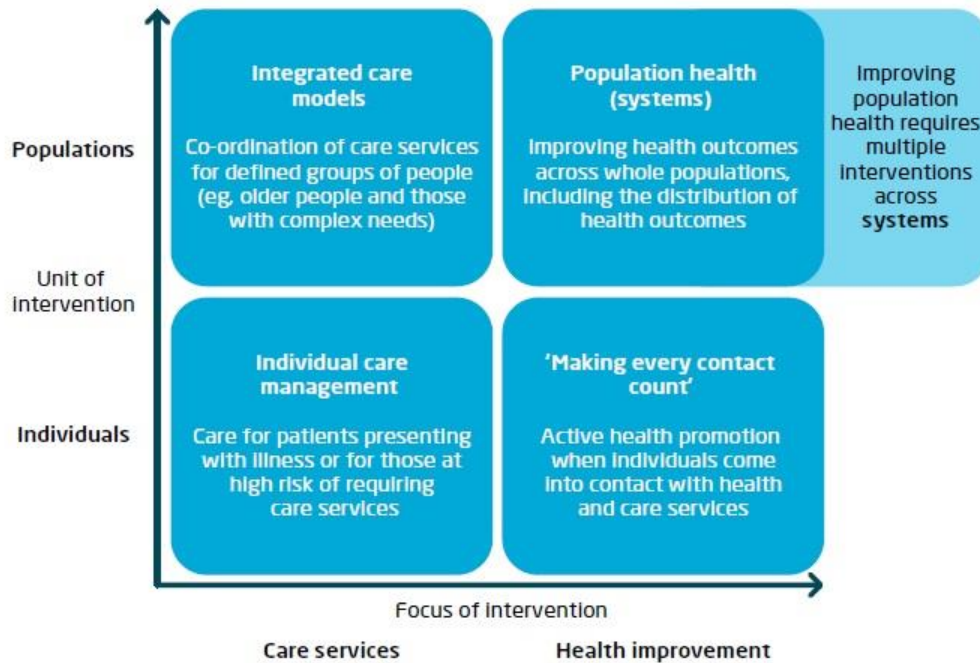 Populations
Unit of
intervention
Individuals
Integrated care
models
Co-ordination of care services
for defined groups of people
(eg, older people and those
with complex needs)
Population health
(systems)
Improving health outcomes
across whole populations,
including the distribution of
health outcomes
Improving
population
health requires
multiple
interventions
across
systems
Individual care
management
Care for patients presenting
with illness or for those at
high risk of requiring
care services
‘Making every contact
count’
Active health promotion
when individuals come
into contact with health
and care services
Focus of intervention
Care services
Health improvement